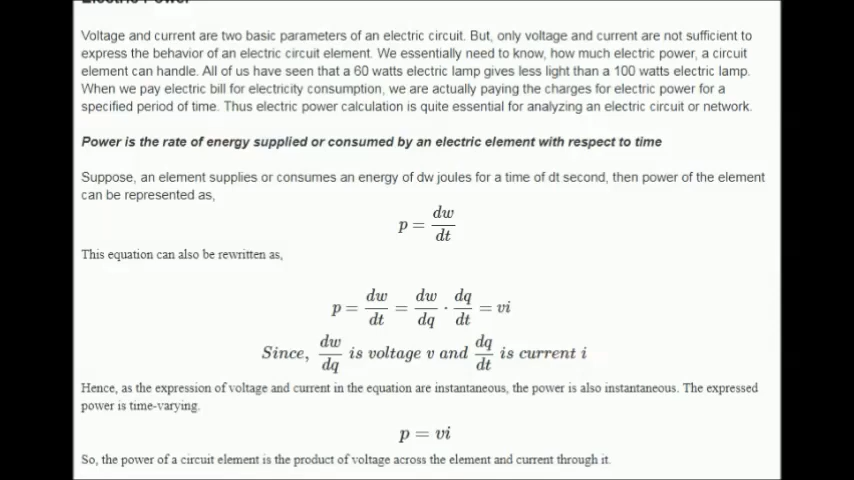 Electric Power
Voltage and current are two basic parameters of an electric circuit. But, only voltage and current are not sufficient to
express the behavior of an electric circuit element. We essentially need to know, how much electric power, a circuit
element can handle. All of us have seen that a 60 watts electric lamp gives less light than a 100 watts electric lamp.
When we pay electric bill for electricity consumption, we are actually paying the charges for electric power for a
specified period of time. Thus electric power calculation is quite essential for analyzing an electric circuit or network.
Power is the rate of energy supplied or consumed by an electric element with respect to time
Suppose, an element supplies or consumes an energy of dw joules for a time of dt second, then power of the element
can be represented as,
p = dw/dt
This equation can also be rewritten as,
p = dw/dt = dw/dq · dq/dt = vi
Since, dw/dq is voltage v and dq/dt is current i
Hence, as the expression of voltage and current in the equation are instantaneous, the power is also instantaneous. The expressed
power is time-varying.
p = vi
So, the power of a circuit element is the product of voltage across the element and current through it.